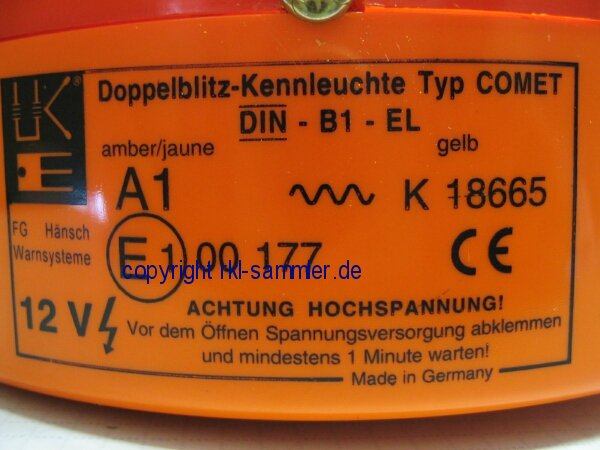 Doppelblitz-Kennleuchte Typ COMET
DIN - B1 - EL
amber/jaune gelb
A1 K 18665
FG Hänsch
Warnsysteme
E1 00 177 CE
copyright rkl-sammer.de
12 V
ACHTUNG HOCHSPANNUNG!
Vor dem Öffnen Spannungsversorgung abklemmen
und mindestens 1 Minute warten!
Made in Germany